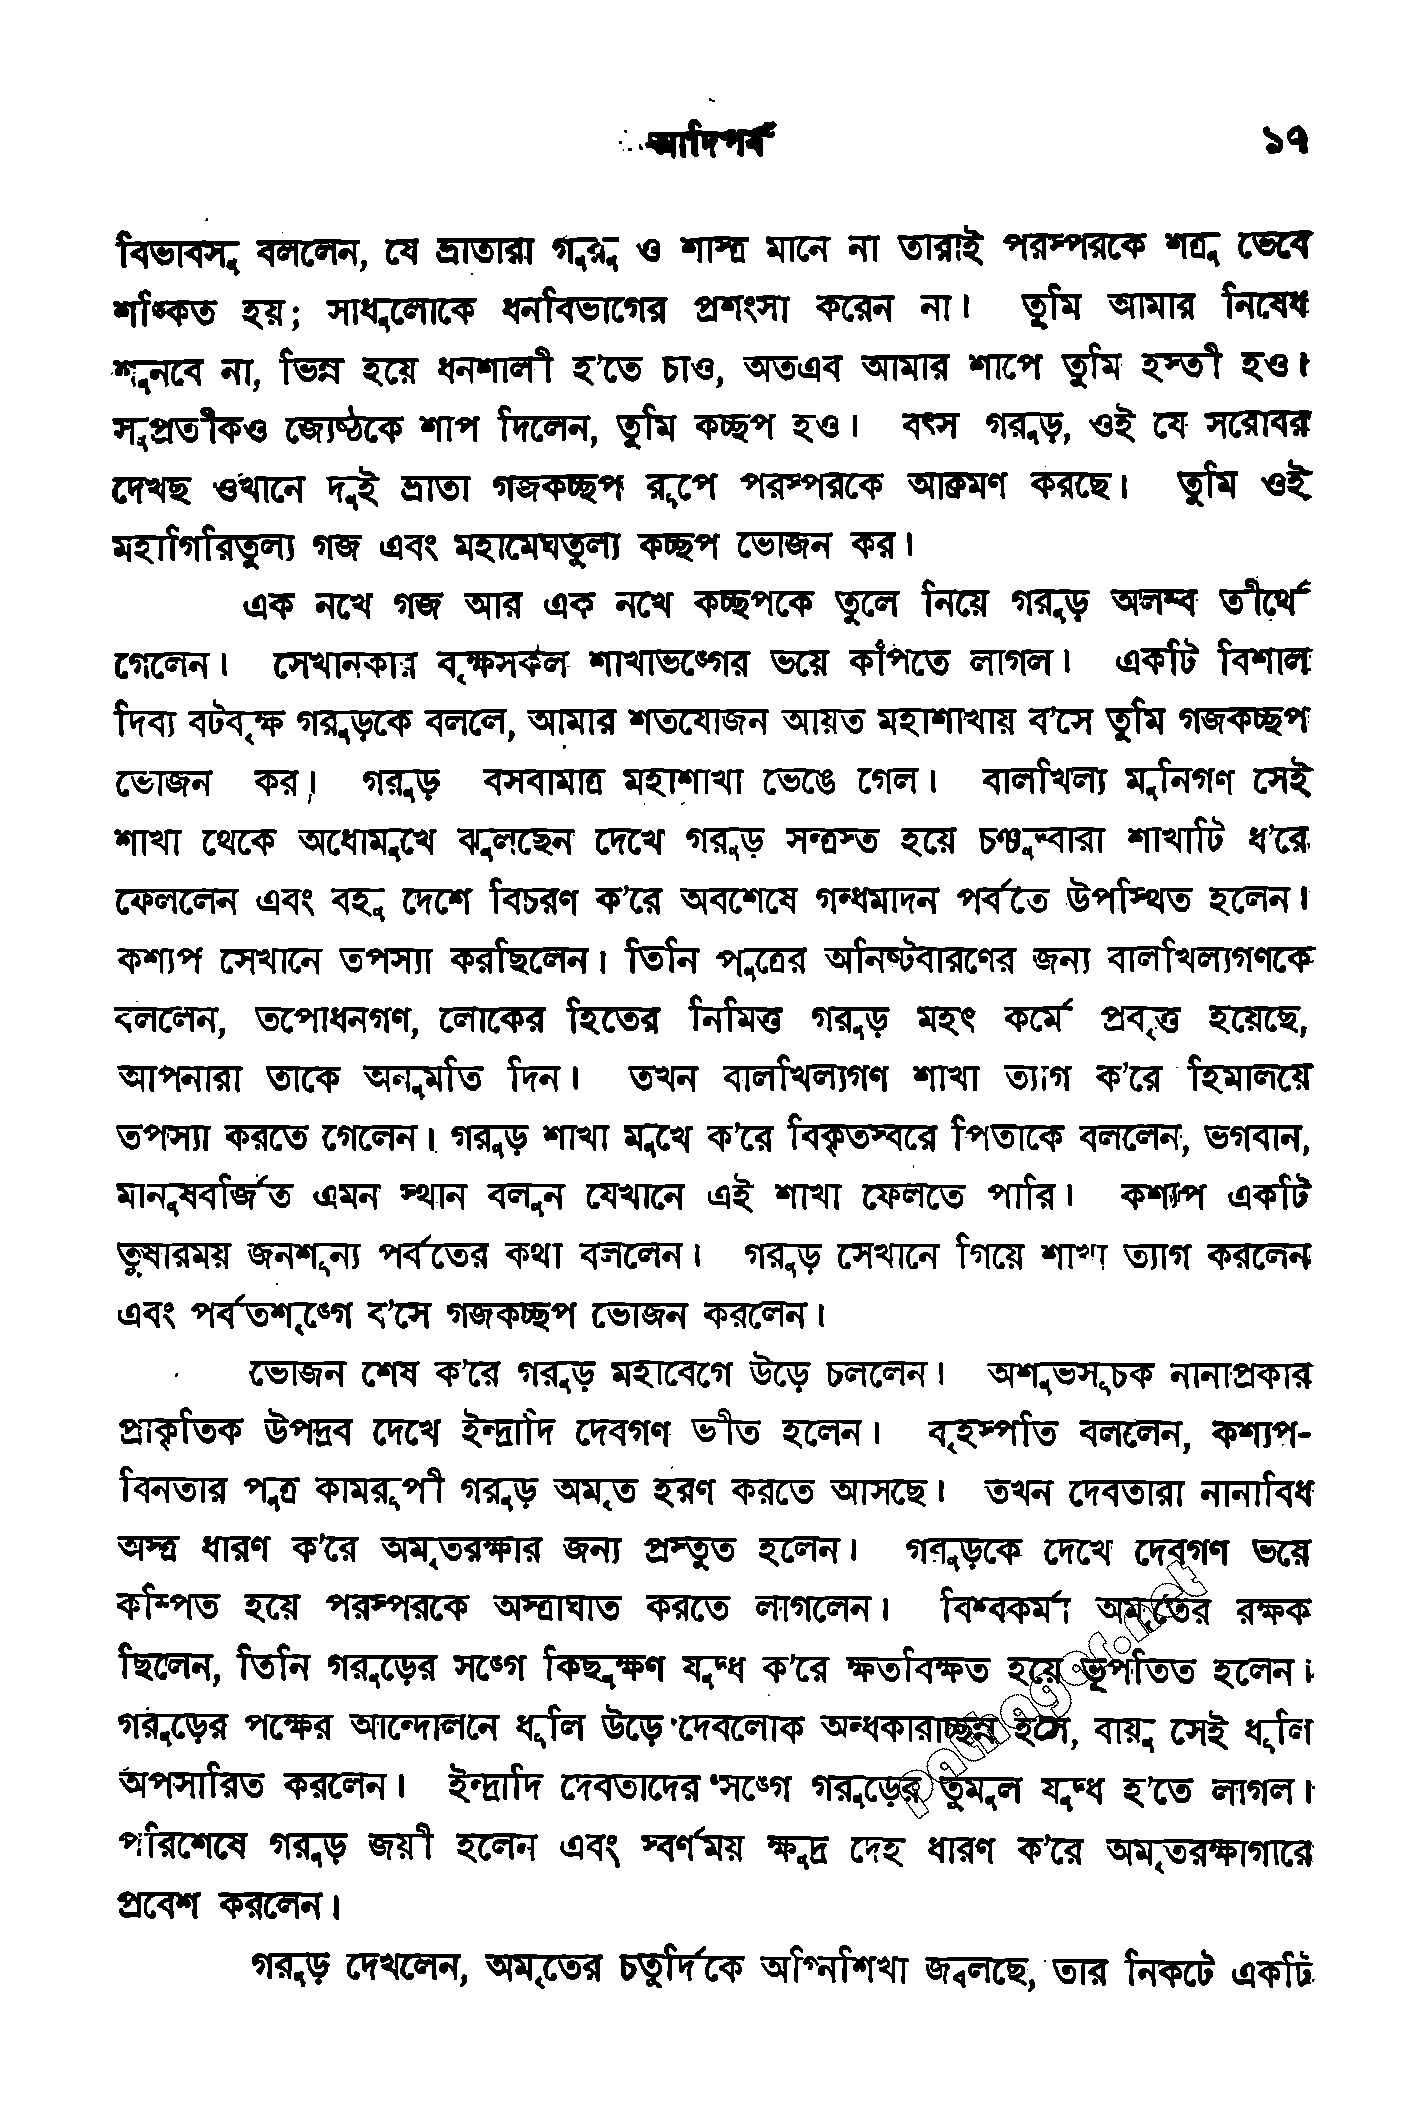 আদিপর্ব ১৭
বিভাবসু বললেন, যে ভ্রাতারা গুরু ও শাস্ত্র মানে না তারাই পরস্পরকে শত্রু ভেবে
শঙ্কিত হয়; সাধুলোকে ধনবিভাগের প্রশংসা করেন না। তুমি আমার নিষেধ
শুনবে না, ভিন্ন হয়ে ধনশালী হ'তে চাও, অতএব আমার শাপে তুমি হস্তী হও।
সুপ্রতীকও জ্যেষ্ঠকে শাপ দিলেন, তুমি কচ্ছপ হও। বৎস গরুড়, ওই যে সরোবর
দেখছ ওখানে দুই ভ্রাতা গজকচ্ছপ রূপে পরস্পরকে আক্রমণ করছে। তুমি ওই
মহাগিরিতুল্য গজ এবং মহামেঘতুল্য কচ্ছপ ভোজন কর।
এক নখে গজ আর এক নখে কচ্ছপকে তুলে নিয়ে গরুড় অলম্ব তীর্থে
গেলেন। সেখানকার বৃক্ষসকল শাখাভঙ্গের ভয়ে কাঁপতে লাগল। একটি বিশাল
দিব্য বটবৃক্ষ গরুড়কে বললে, আমার শতযোজন আয়ত মহাশাখায় ব'সে তুমি গজকচ্ছপ
ভোজন কর। গরুড় বসবামাত্র মহাশাখা ভেঙে গেল। বালখিল্য মুনিগণ সেই
শাখা থেকে অধোমুখে ঝুলছেন দেখে গরুড় সন্ত্রস্ত হয়ে চঞ্চুদ্বারা শাখাটি ধ'রে
ফেললেন এবং বহু দেশে বিচরণ ক'রে অবশেষে গন্ধমাদন পর্বতে উপস্থিত হলেন।
কশ্যপ সেখানে তপস্যা করছিলেন। তিনি পুত্রের অনিষ্টবারণের জন্য বালখিল্যগণকে
বললেন, তপোধনগণ, লোকের হিতের নিমিত্ত গরুড় মহৎ কর্মে প্রবৃত্ত হয়েছে,
আপনারা তাকে অনুমতি দিন। তখন বালখিল্যগণ শাখা ত্যাগ ক'রে হিমালয়ে
তপস্যা করতে গেলেন। গরুড় শাখা মুখে ক'রে বিকৃতস্বরে পিতাকে বললেন, ভগবান,
মানুষবর্জিত এমন স্থান বলুন যেখানে এই শাখা ফেলতে পারি। কশ্যপ একটি
তুষারময় জনশূন্য পর্বতের কথা বললেন। গরুড় সেখানে গিয়ে শাখা ত্যাগ করলেন
এবং পর্বতশৃঙ্গে ব'সে গজকচ্ছপ ভোজন করলেন।
ভোজন শেষ ক'রে গরুড় মহাবেগে উড়ে চললেন। অশুভসূচক নানাপ্রকার
প্রাকৃতিক উপদ্রব দেখে ইন্দ্রাদি দেবগণ ভীত হলেন। বৃহস্পতি বললেন, কশ্যপ-
বিনতার পুত্র কামরূপী গরুড় অমৃত হরণ করতে আসছে। তখন দেবতারা নানাবিধ
অস্ত্র ধারণ ক'রে অমৃতরক্ষার জন্য প্রস্তুত হলেন। গরুড়কে দেখে দেবগণ ভয়ে
কম্পিত হয়ে পরস্পরকে অস্ত্রাঘাত করতে লাগলেন। বিশ্বকর্মা অমৃতের রক্ষক
ছিলেন, তিনি গরুড়ের সঙ্গে কিছুক্ষণ যুদ্ধ ক'রে ক্ষতবিক্ষত হয়ে ভূপতিত হলেন।
গরুড়ের পক্ষের আন্দোলনে ধূলি উড়ে দেবলোক অন্ধকারাচ্ছন্ন হ'সে, বায়ু সেই ধূলি
অপসারিত করলেন। ইন্দ্রাদি দেবতাদের সঙ্গে গরুড়ের তুমুল যুদ্ধ হ'তে লাগল।
পরিশেষে গরুড় জয়ী হলেন এবং স্বর্ণময় ক্ষুদ্র দেহ ধারণ ক'রে অমৃতরক্ষাগারে
প্রবেশ করলেন।
গরুড় দেখলেন, অমৃতের চতুর্দিকে অগ্নিশিখা জ্বলছে, তার নিকটে একটি
pathagar.net